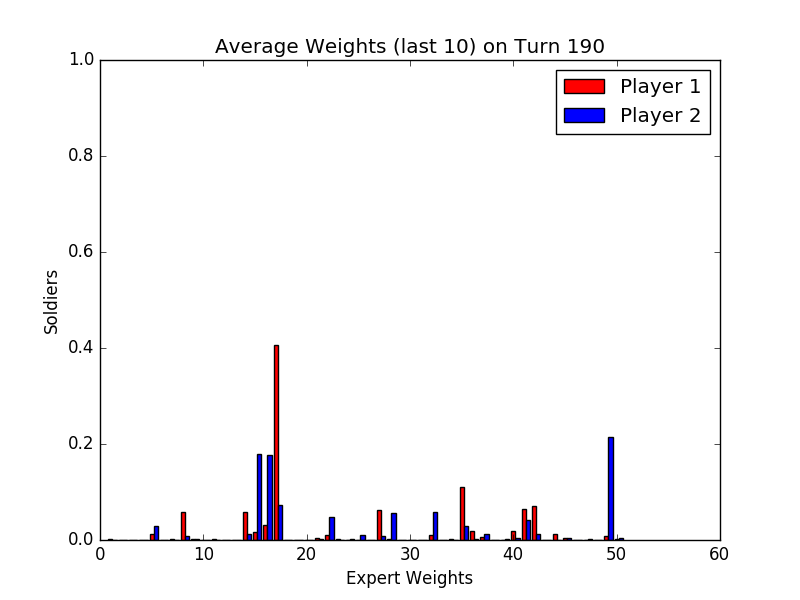 Average Weights (last 10) on Turn 190
1.0
Player 1
Player 2
0.8
0.6
Soldiers
0.4
0.2
0.0
0 10 20 30 40 50 60
Expert Weights